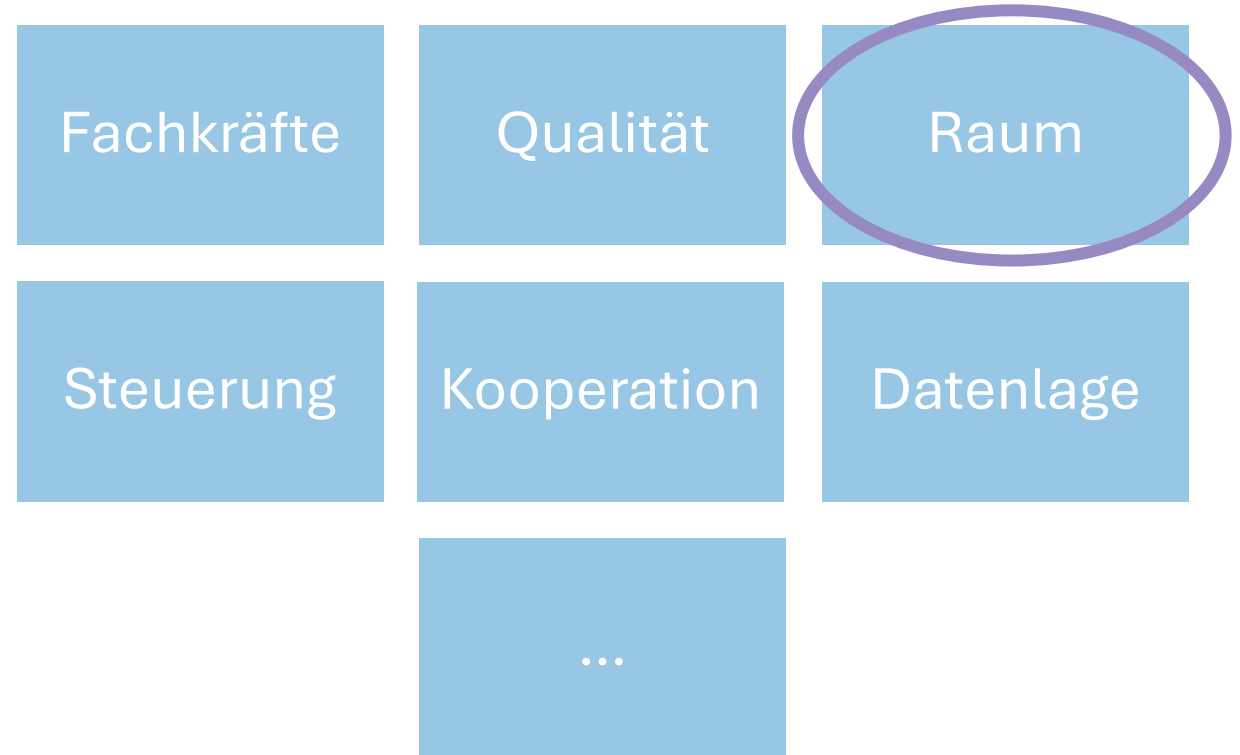 Fachkräfte
Qualität
Raum
Steuerung
Kooperation
Datenlage
...